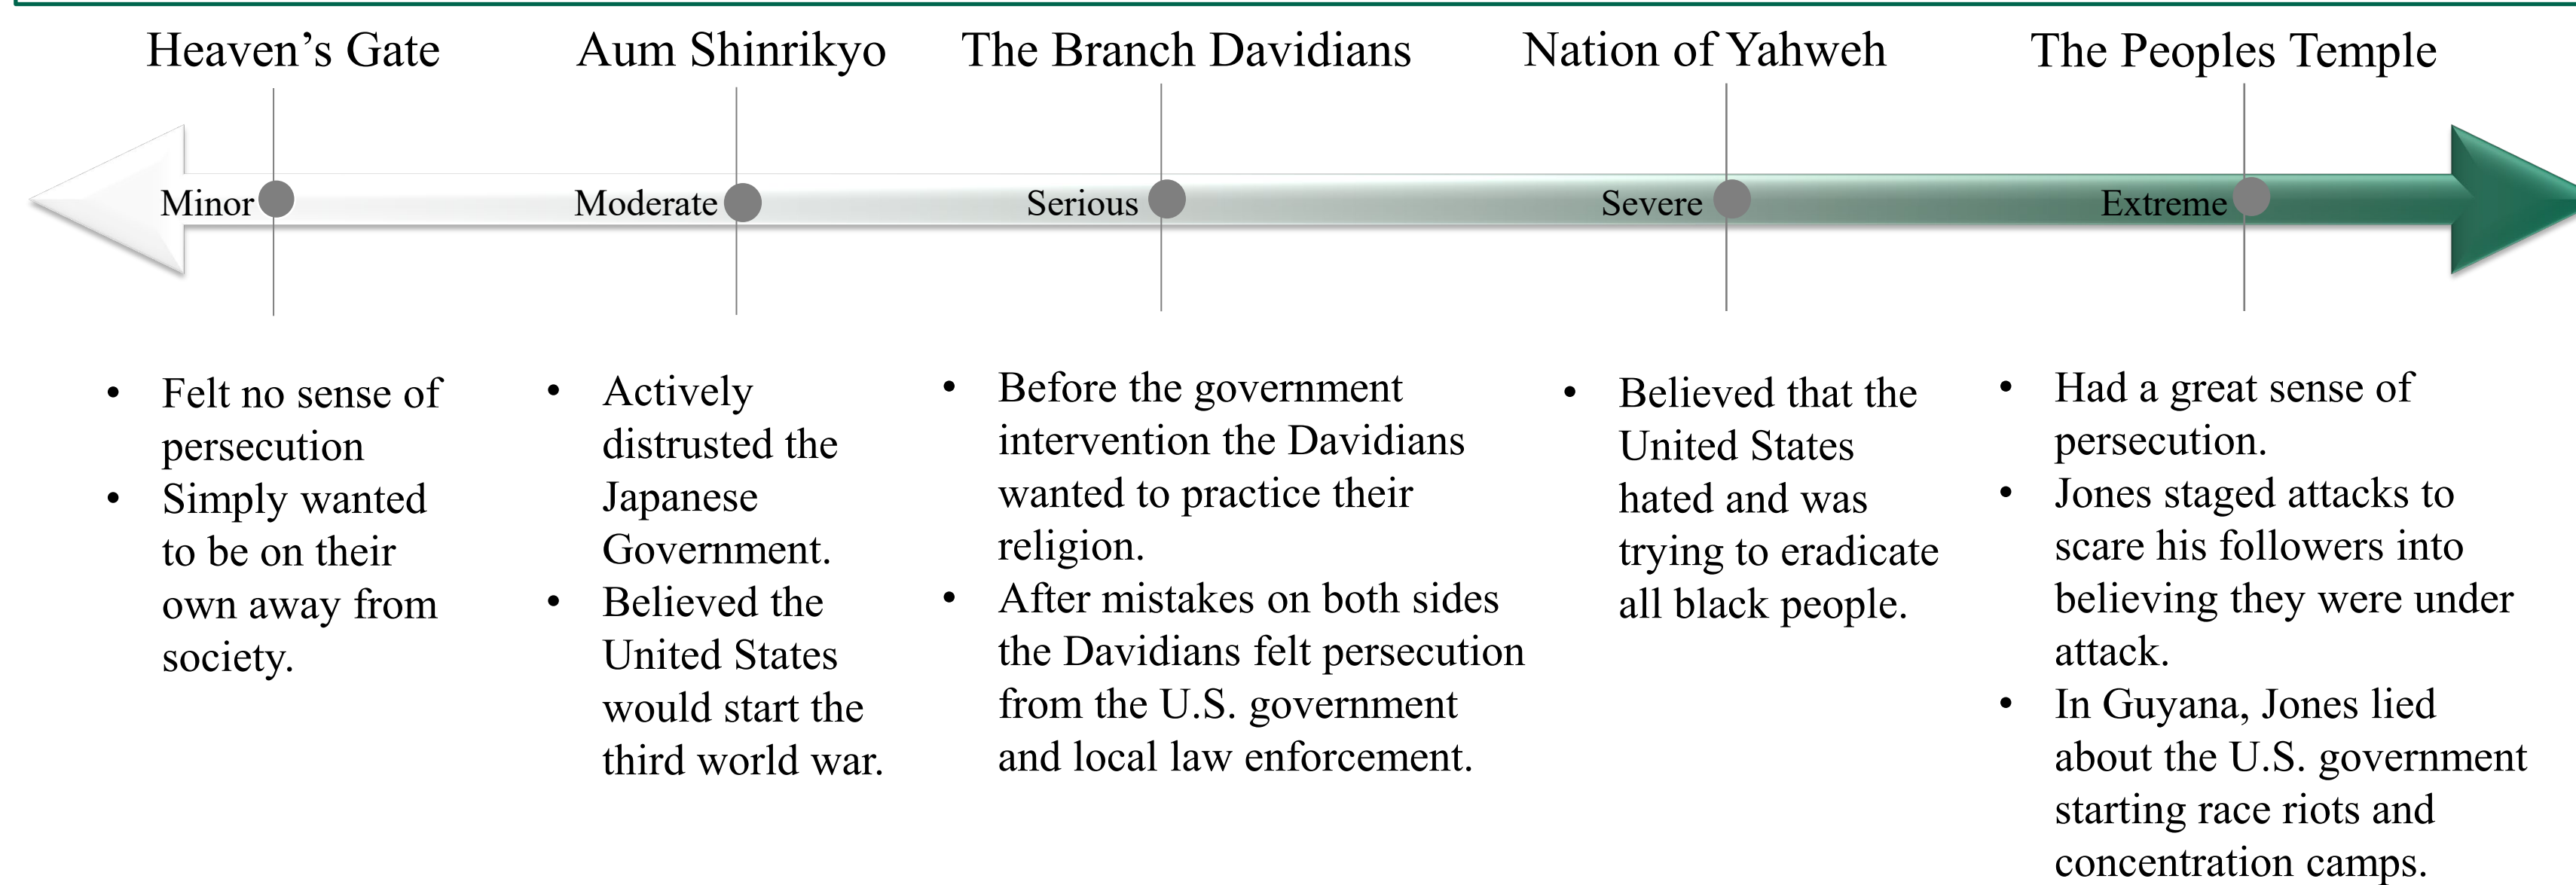 Heaven’s Gate
Aum Shinrikyo
The Branch Davidians
Nation of Yahweh
The Peoples Temple
Minor
Moderate
Serious
Severe
Extreme
• Felt no sense of
persecution
• Simply wanted
to be on their
own away from
society.
• Actively
distrusted the
Japanese
Government.
• Believed the
United States
would start the
third world war.
• Before the government
intervention the Davidians
wanted to practice their
religion.
• After mistakes on both sides
the Davidians felt persecution
from the U.S. government
and local law enforcement.
• Believed that the
United States
hated and was
trying to eradicate
all black people.
• Had a great sense of
persecution.
• Jones staged attacks to
scare his followers into
believing they were under
attack.
• In Guyana, Jones lied
about the U.S. government
starting race riots and
concentration camps.